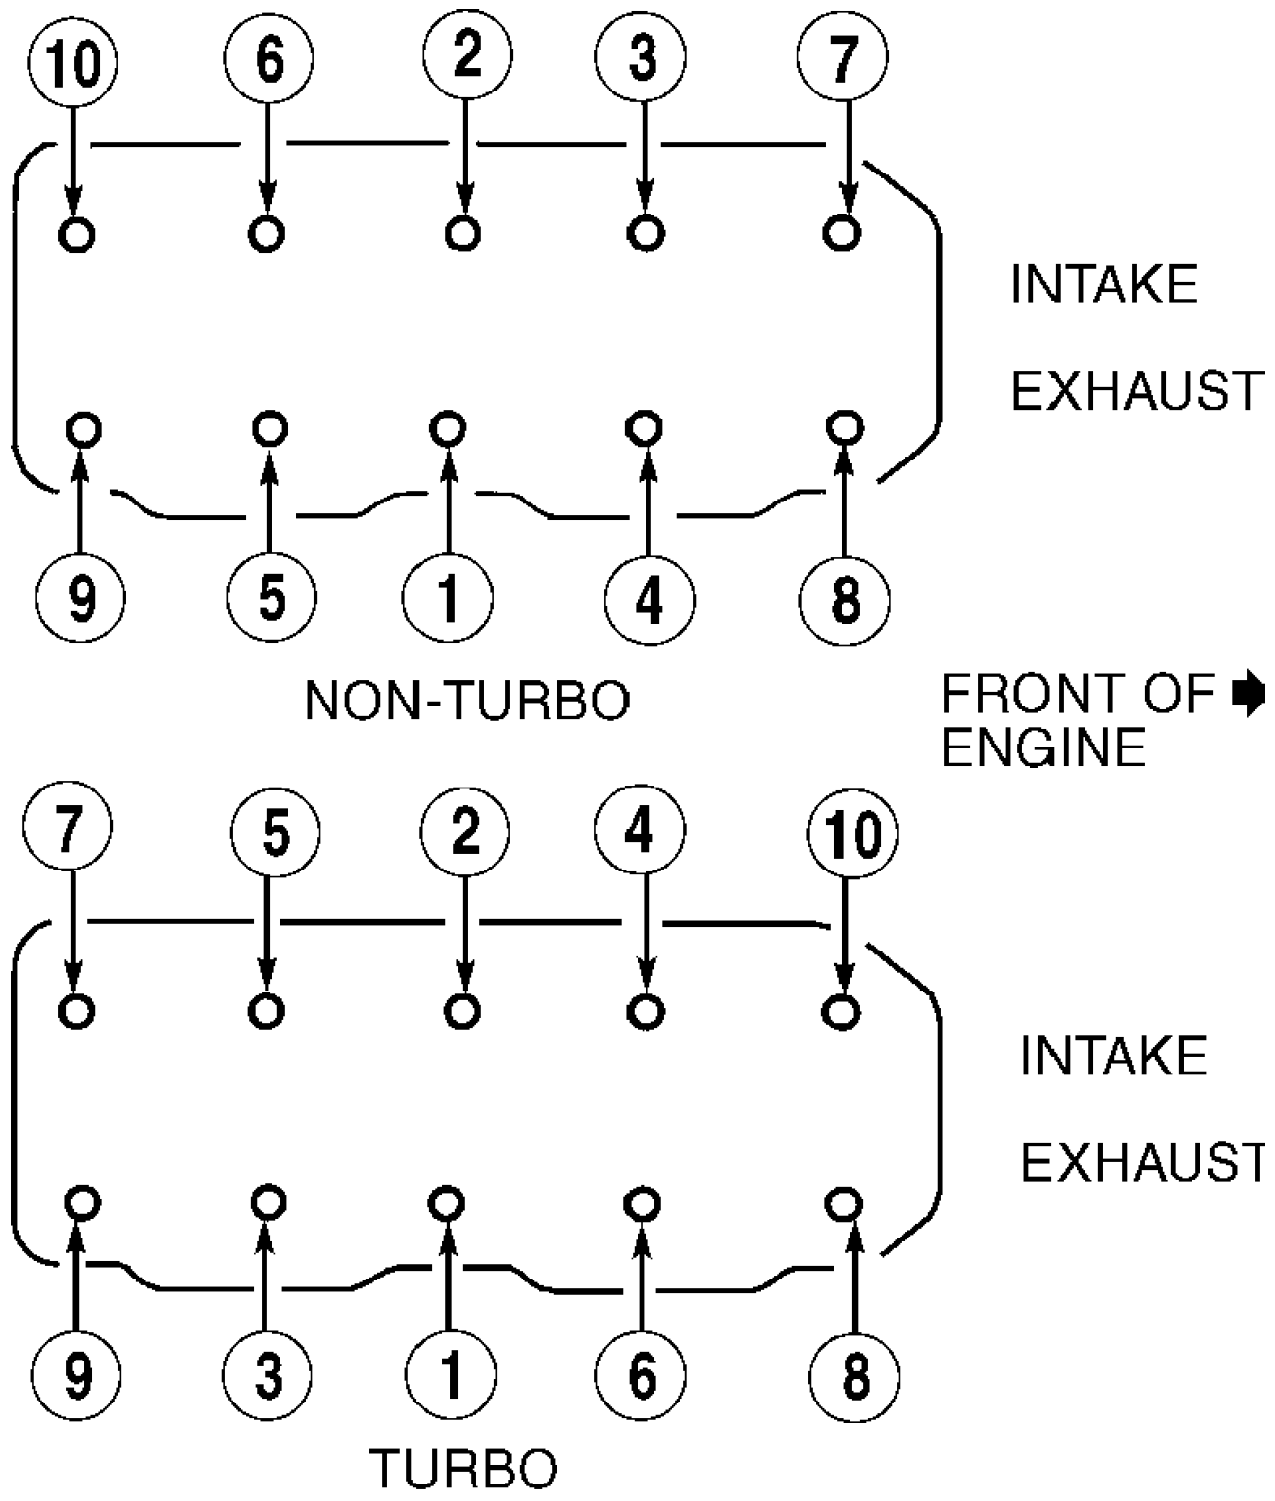 10 6 2 3 7
INTAKE
EXHAUST
9 5 1 4 8
NON-TURBO
FRONT OF
ENGINE
7 5 2 4 10
INTAKE
EXHAUST
9 3 1 6 8
TURBO